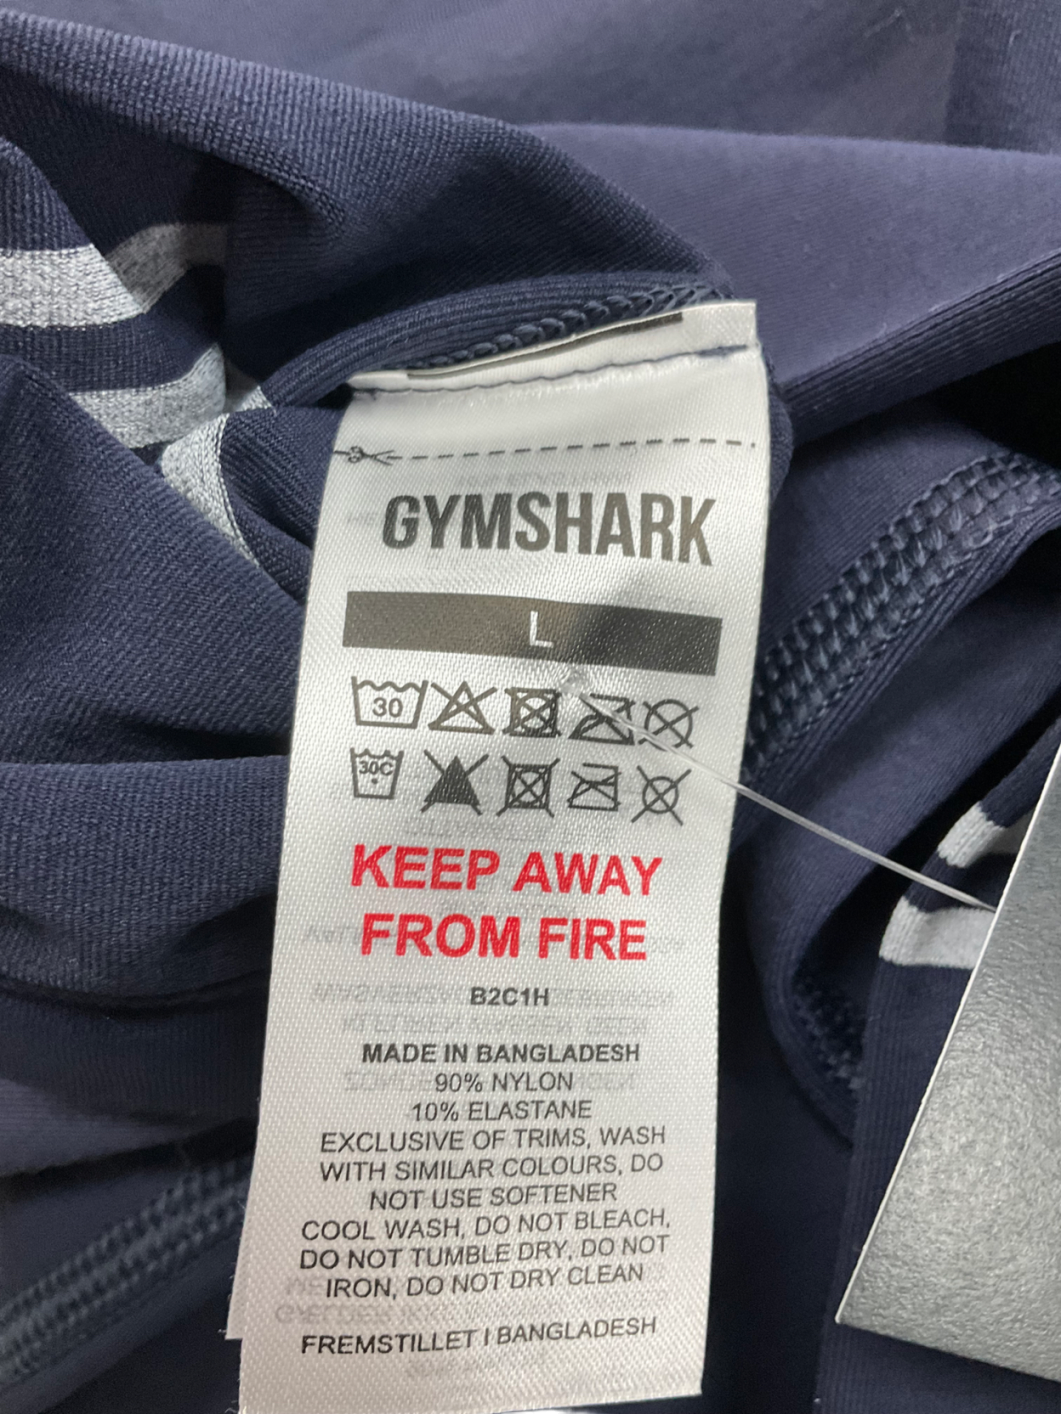 GYMSHARK
L
30
30C
KEEP AWAY
FROM FIRE
B2C1H
MADE IN BANGLADESH
90% NYLON
10% ELASTANE
EXCLUSIVE OF TRIMS, WASH
WITH SIMILAR COLOURS, DO
NOT USE SOFTENER
COOL WASH, DO NOT BLEACH,
DO NOT TUMBLE DRY, DO NOT
IRON, DO NOT DRY CLEAN
FREMSTILLET I BANGLADESH